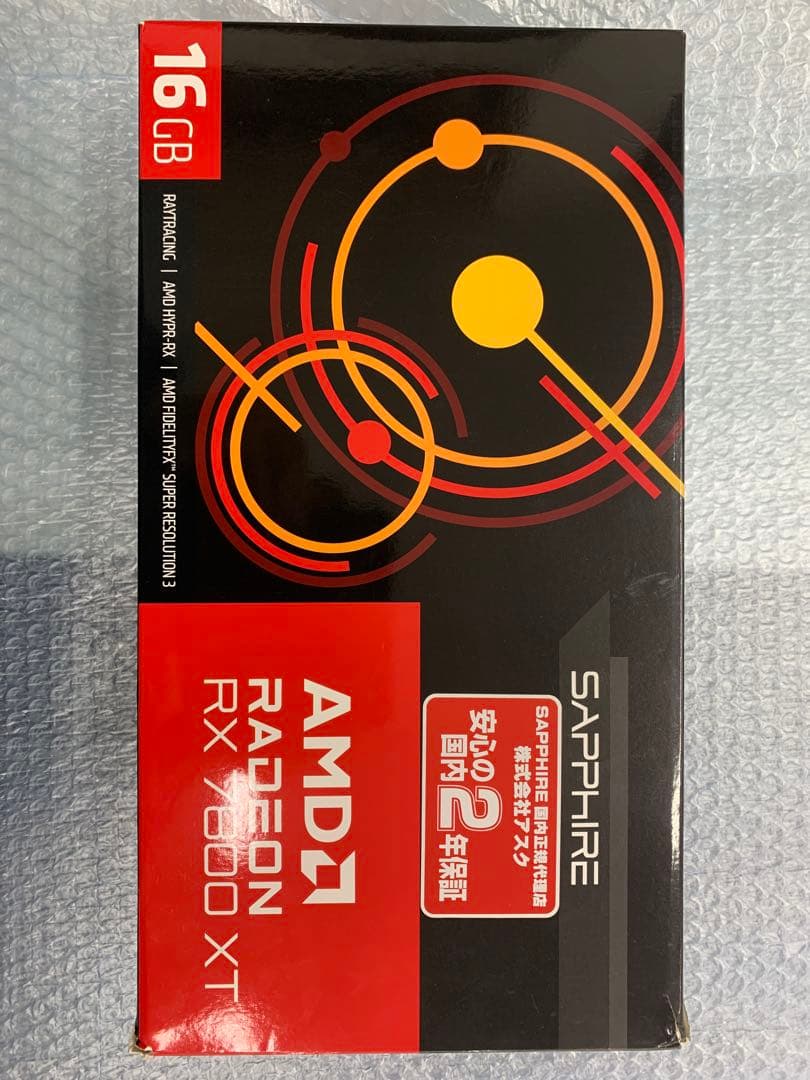 16GB
RAYTRACING | AMD HYPR-RX | AMD FIDELITYFX™ SUPER RESOLUTION 3
SAPPHIRE
SAPPHIRE 国内正規代理店
株式会社アスク
安心の
国内2年保証
AMD
RADEON
RX 7800 XT